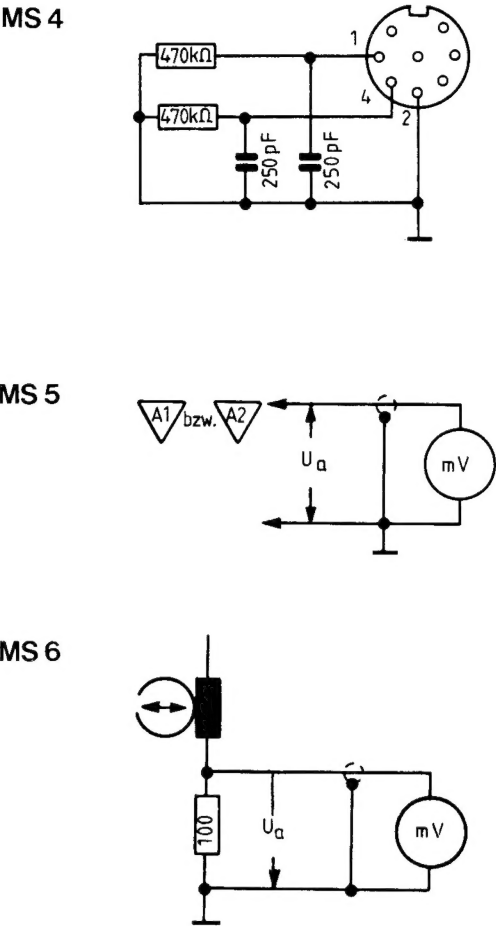 MS 4
1
470kΩ
470kΩ
4
2
250 pF
250 pF
MS 5
A1 bzw. A2
Ua
mV
MS 6
100
Ua
mV